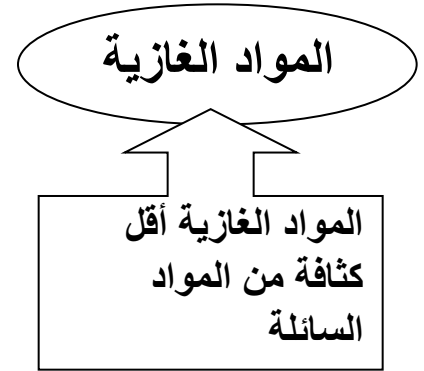 المواد الغازية
المواد الغازية أقل
كثافة من المواد
السائلة